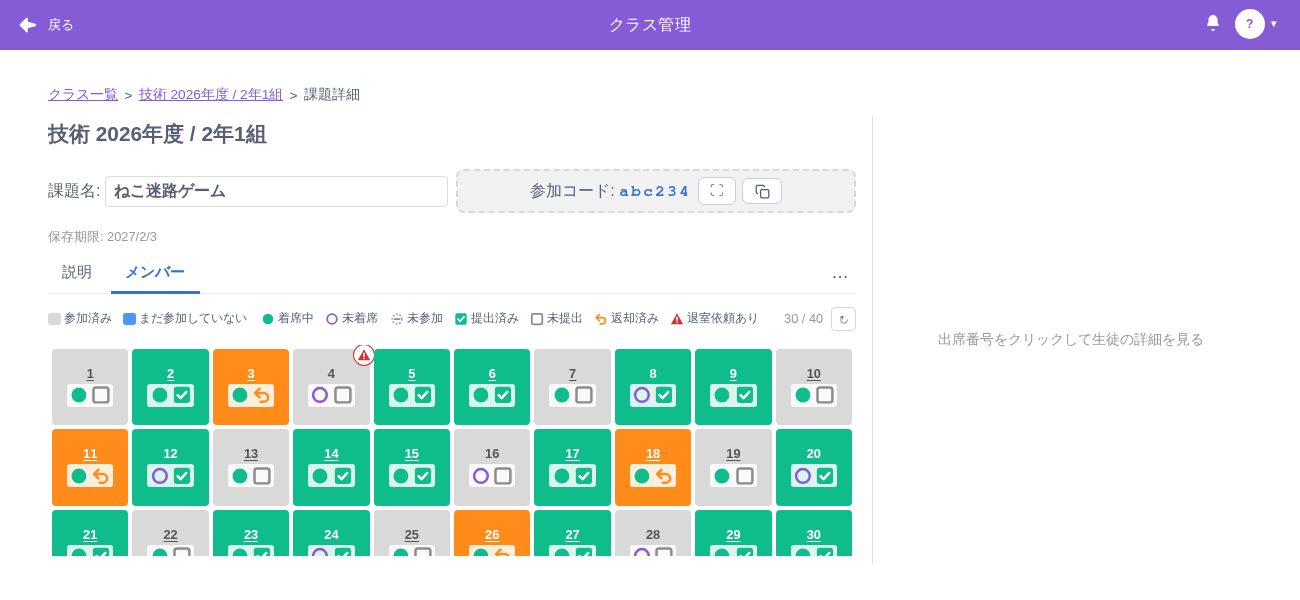 戻る
クラス管理
?
▼
クラス一覧 > 技術 2026年度 / 2年1組 > 課題詳細
技術 2026年度 / 2年1組
課題名: ねこ迷路ゲーム
参加コード: abc234
保存期限: 2027/2/3
説明 メンバー …
参加済み まだ参加していない 着席中 未着席 未参加 提出済み 未提出 返却済み 退室依頼あり 30 / 40
1 2 3 4 5 6 7 8 9 10
11 12 13 14 15 16 17 18 19 20
21 22 23 24 25 26 27 28 29 30
出席番号をクリックして生徒の詳細を見る